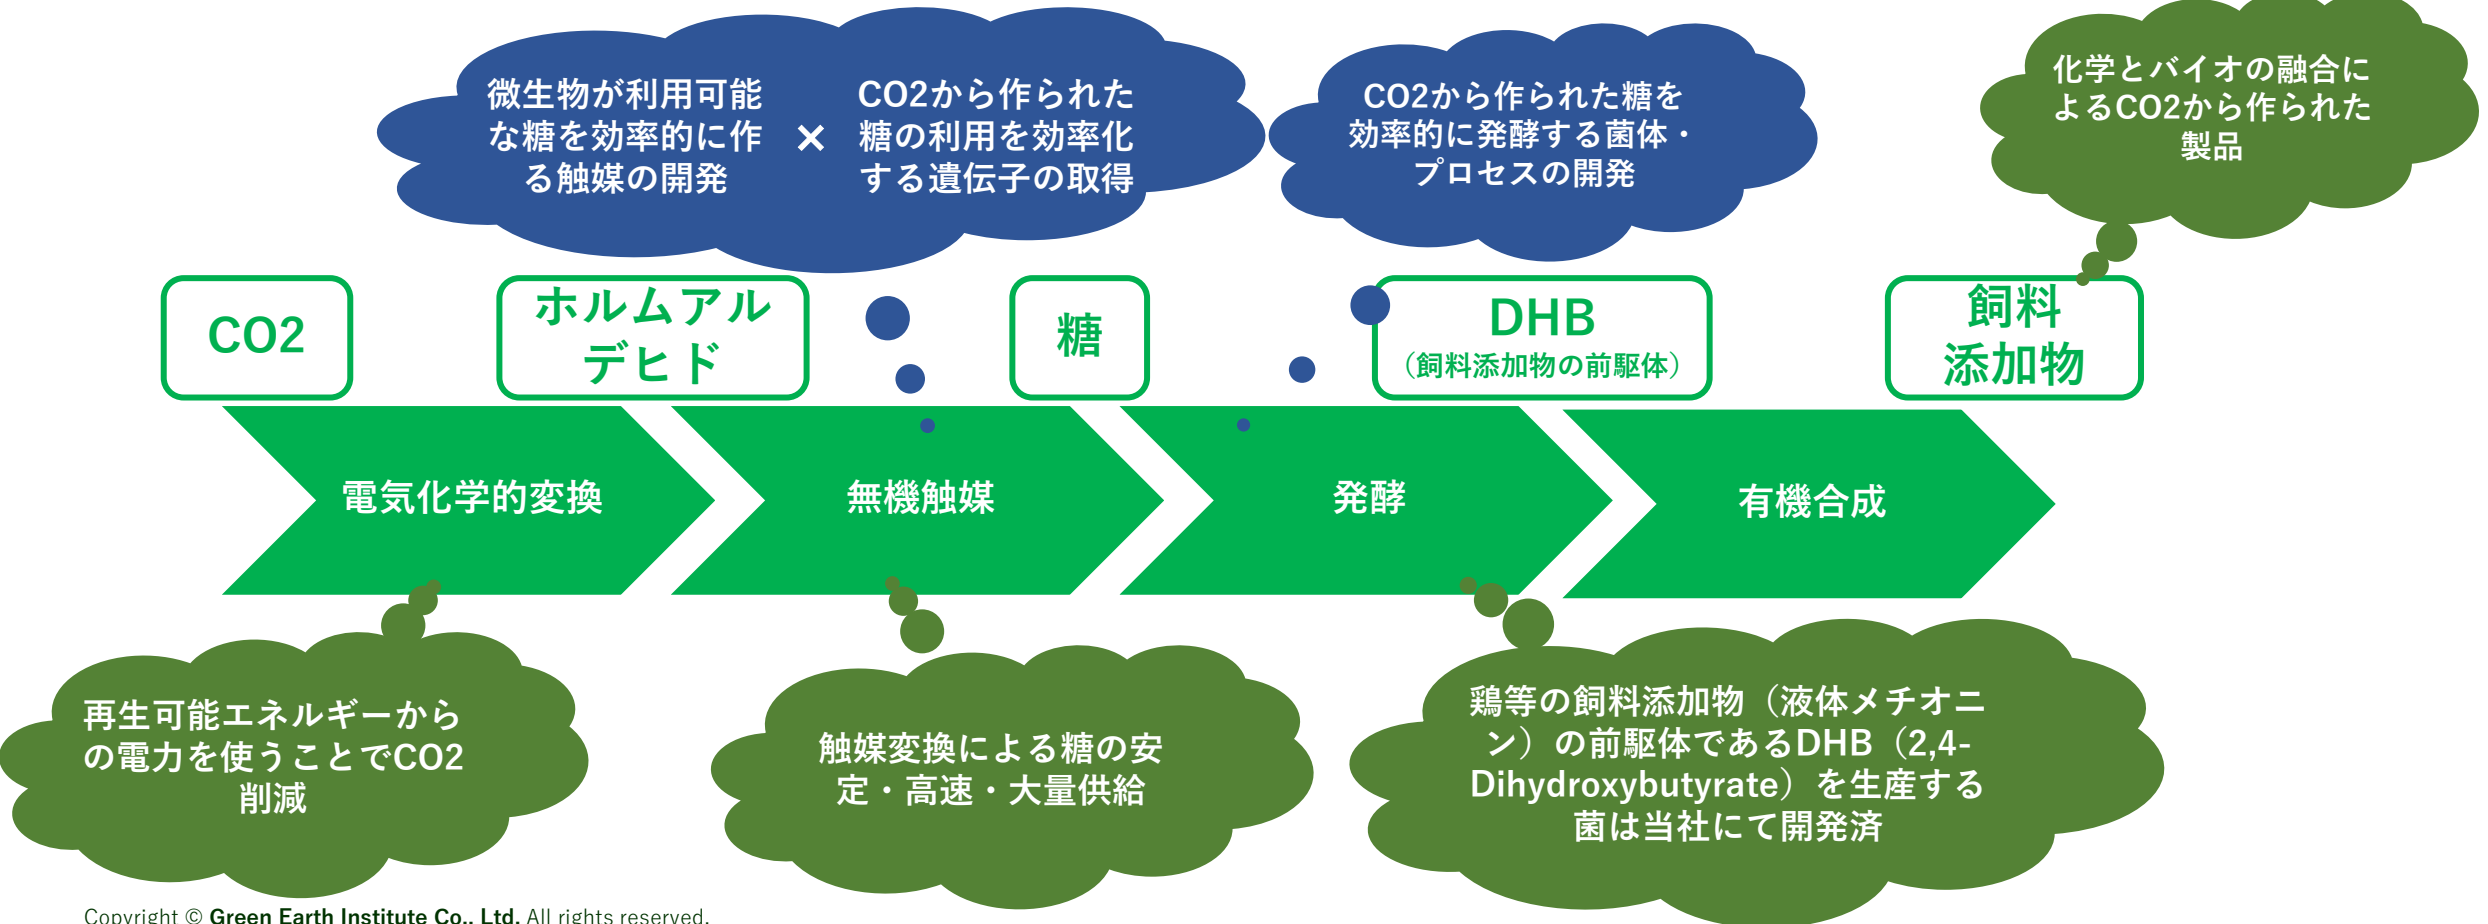 微生物が利用可能
な糖を効率的に作
る触媒の開発
×
CO2から作られた
糖の利用を効率化
する遺伝子の取得
CO2から作られた糖を
効率的に発酵する菌体・
プロセスの開発
化学とバイオの融合に
よるCO2から作られた
製品
CO2
ホルムアル
デヒド
糖
DHB
（飼料添加物の前駆体）
飼料
添加物
電気化学的変換
無機触媒
発酵
有機合成
再生可能エネルギーから
の電力を使うことでCO2
削減
触媒変換による糖の安
定・高速・大量供給
鶏等の飼料添加物（液体メチオニ
ン）の前駆体であるDHB（2,4-
Dihydroxybutyrate）を生産する
菌は当社にて開発済
Copyright © Green Earth Institute Co., Ltd. All rights reserved.